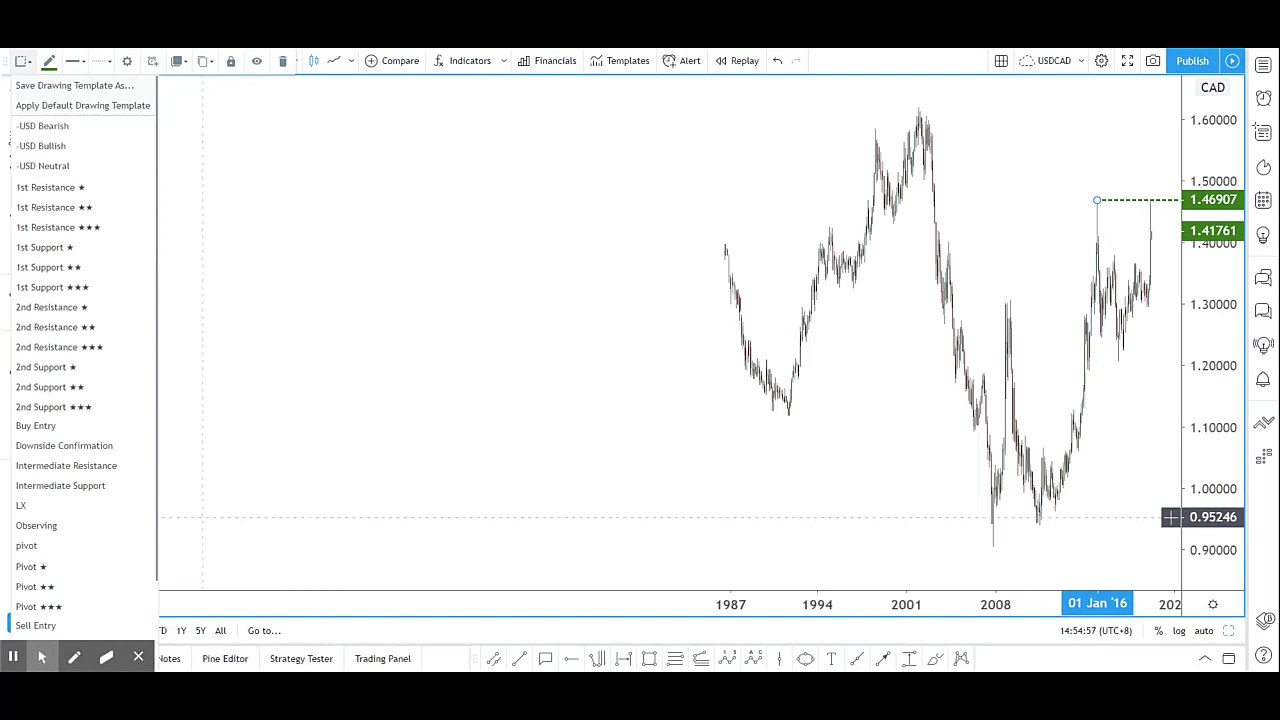 Compare
Indicators
Financials
Templates
Alert
Replay
USDCAD
Publish
Save Drawing Template As...
Apply Default Drawing Template
-USD Bearish
-USD Bullish
-USD Neutral
1st Resistance ★
1st Resistance ★★
1st Resistance ★★★
1st Support ★
1st Support ★★
1st Support ★★★
2nd Resistance ★
2nd Resistance ★★
2nd Resistance ★★★
2nd Support ★
2nd Support ★★
2nd Support ★★★
Buy Entry
Downside Confirmation
Intermediate Resistance
Intermediate Support
LX
Observing
pivot
Pivot ★
Pivot ★★
Pivot ★★★
Sell Entry
CAD
1.60000
1.50000
1.46907
1.41761
1.40000
1.30000
1.20000
1.10000
1.00000
0.95246
0.90000
1987
1994
2001
2008
01 Jan '16
202
1Y
5Y
All
Go to...
14:54:57 (UTC+8)
%
log
auto
Pine Editor
Strategy Tester
Trading Panel